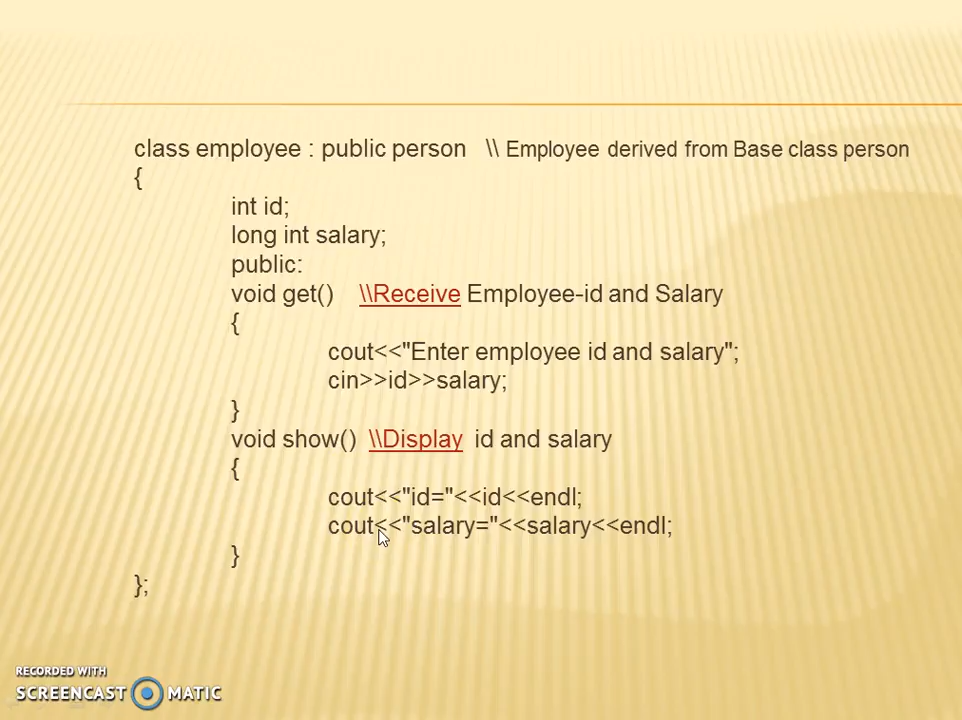 class employee : public person \\ Employee derived from Base class person
{
int id;
long int salary;
public:
void get() \\Receive Employee-id and Salary
{
cout<<"Enter employee id and salary";
cin>>id>>salary;
}
void show() \\Display id and salary
{
cout<<"id="<<id<<endl;
cout<<"salary="<<salary<<endl;
}
};
RECORDED WITH
SCREENCAST MATIC